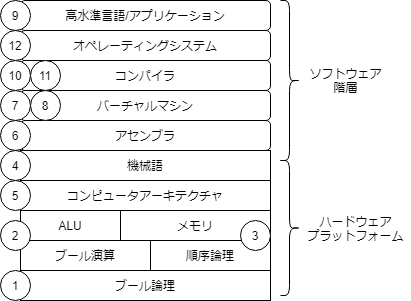 9 高水準言語/アプリケーション
12 オペレーティングシステム
10 11 コンパイラ
7 8 バーチャルマシン
6 アセンブラ
4 機械語
5 コンピュータアーキテクチャ
2 ALU メモリ 3
ブール演算 順序論理
1 ブール論理
ソフトウェア
階層
ハードウェア
プラットフォーム